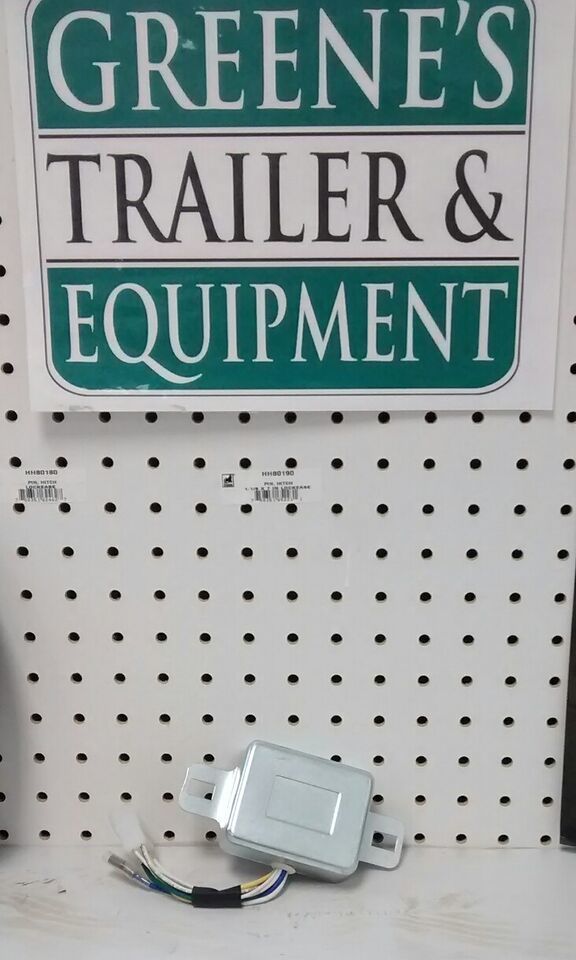 GREENE'S
TRAILER &
EQUIPMENT
HH80180
PIN, HITCH
LOCKEASE
HH80190
PIN, HITCH
1-1/8 X 7 IN LOCKEASE